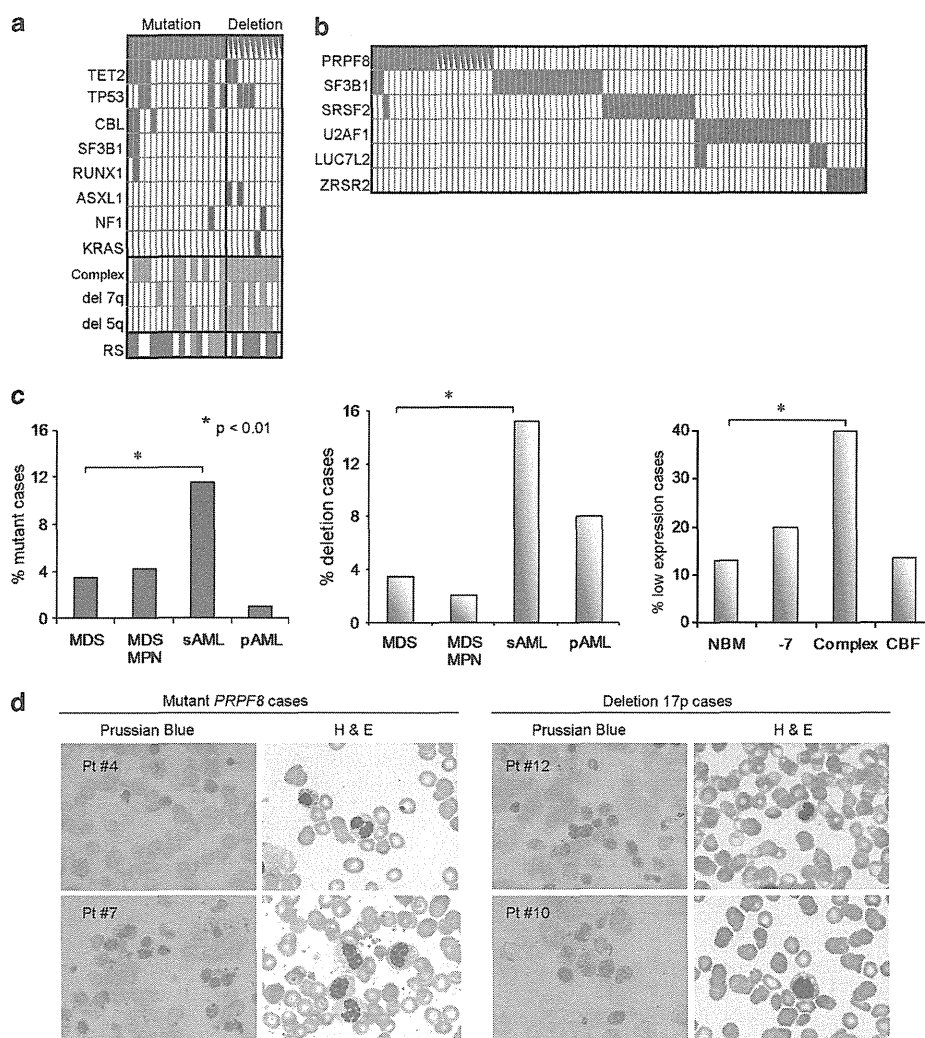 a
Mutation Deletion
TET2
TP53
CBL
SF3B1
RUNX1
ASXL1
NF1
KRAS
Complex
del 7q
del 5q
RS
b
PRPF8
SF3B1
SRSF2
U2AF1
LUC7L2
ZRSR2
c
% mutant cases
16
12
8
4
0
*
* p < 0.01
MDS MDS MPN sAML pAML
% deletion cases
16
12
8
4
0
*
MDS MDS MPN sAML pAML
% low expression cases
40
30
20
10
0
*
NBM -7 Complex CBF
d
Mutant PRPF8 cases
Deletion 17p cases
Prussian Blue H & E Prussian Blue H & E
Pt #4
Pt #12
Pt #7
Pt #10